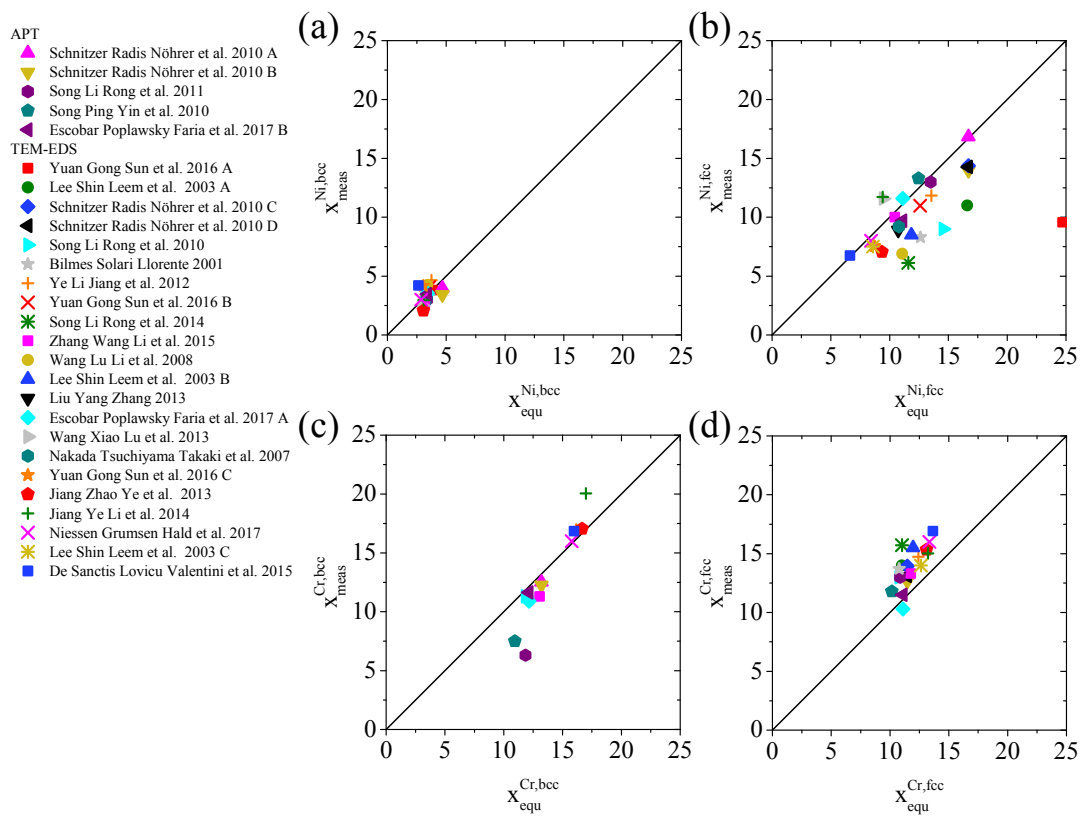 APT
Schnitzer Radis Nöhrer et al. 2010 A
Schnitzer Radis Nöhrer et al. 2010 B
Song Li Rong et al. 2011
Song Ping Yin et al. 2010
Escobar Poplawsky Faria et al. 2017 B
TEM-EDS
Yuan Gong Sun et al. 2016 A
Lee Shin Leem et al. 2003 A
Schnitzer Radis Nöhrer et al. 2010 C
Schnitzer Radis Nöhrer et al. 2010 D
Song Li Rong et al. 2010
Bilmes Solari Llorente 2001
Ye Li Jiang et al. 2012
Yuan Gong Sun et al. 2016 B
Song Li Rong et al. 2014
Zhang Wang Li et al. 2015
Wang Lu Li et al. 2008
Lee Shin Leem et al. 2003 B
Liu Yang Zhang 2013
Escobar Poplawsky Faria et al. 2017 A
Wang Xiao Lu et al. 2013
Nakada Tsuchiyama Takaki et al. 2007
Yuan Gong Sun et al. 2016 C
Jiang Zhao Ye et al. 2013
Jiang Ye Li et al. 2014
Niessen Grumsen Hald et al. 2017
Lee Shin Leem et al. 2003 C
De Sanctis Lovicu Valentini et al. 2015
(a)
25
20
15
10
5
0
X meas Ni,bcc
0 5 10 15 20 25
X equ Ni,bcc
(b)
25
20
15
10
5
0
X meas Ni,fcc
0 5 10 15 20 25
X equ Ni,fcc
(c)
25
20
15
10
5
0
X meas Cr,bcc
0 5 10 15 20 25
X equ Cr,bcc
(d)
25
20
15
10
5
0
X meas Cr,fcc
0 5 10 15 20 25
X equ Cr,fcc